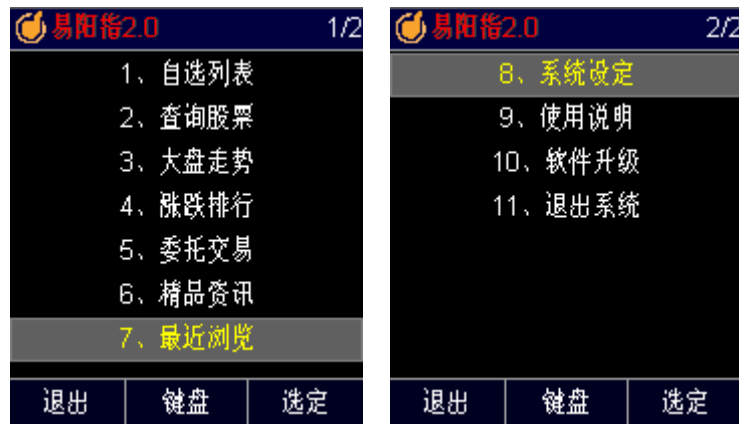 易阳指2.0 1/2
1、自选列表
2、查询股票
3、大盘走势
4、涨跌排行
5、委托交易
6、精品资讯
7、最近浏览
退出 键盘 选定
易阳指2.0 2/2
8、系统设定
9、使用说明
10、软件升级
11、退出系统
退出 键盘 选定